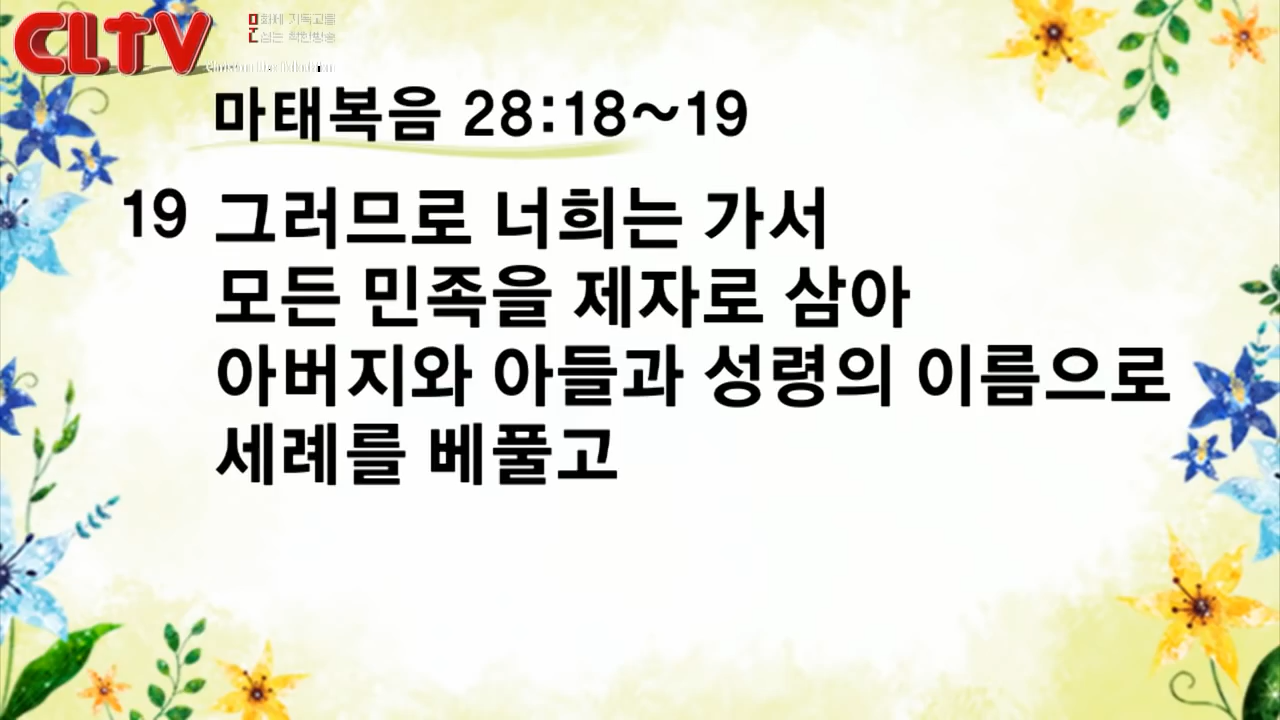 CLTV
마태복음 28:18~19
19 그러므로 너희는 가서
모든 민족을 제자로 삼아
아버지와 아들과 성령의 이름으로
세례를 베풀고